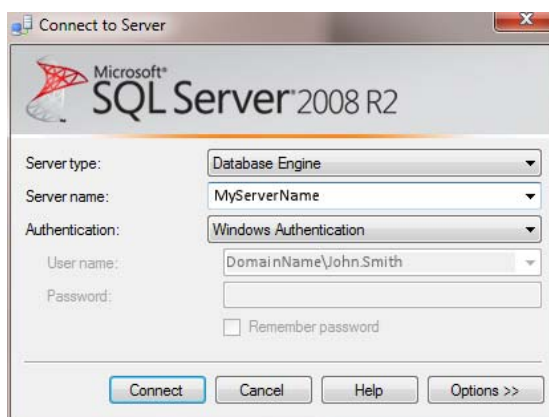 Connect to Server
Microsoft®
SQL Server® 2008 R2
Server type: Database Engine
Server name: MyServerName
Authentication: Windows Authentication
User name: DomainName\John.Smith
Password:
Remember password
Connect Cancel Help Options >>